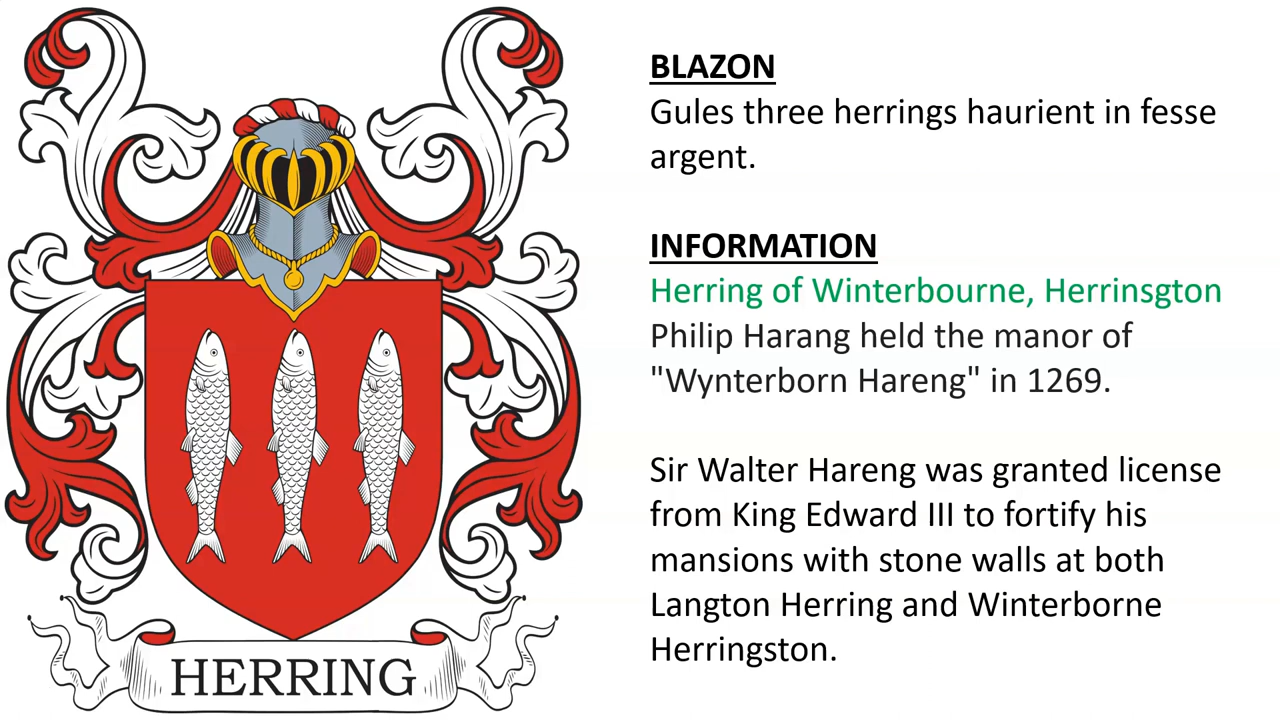 BLAZON
Gules three herrings haurient in fesse
argent.
INFORMATION
Herring of Winterbourne, Herrinsgton
Philip Harang held the manor of
"Wynterborn Hareng" in 1269.
Sir Walter Hareng was granted license
from King Edward III to fortify his
mansions with stone walls at both
Langton Herring and Winterborne
Herringston.
HERRING